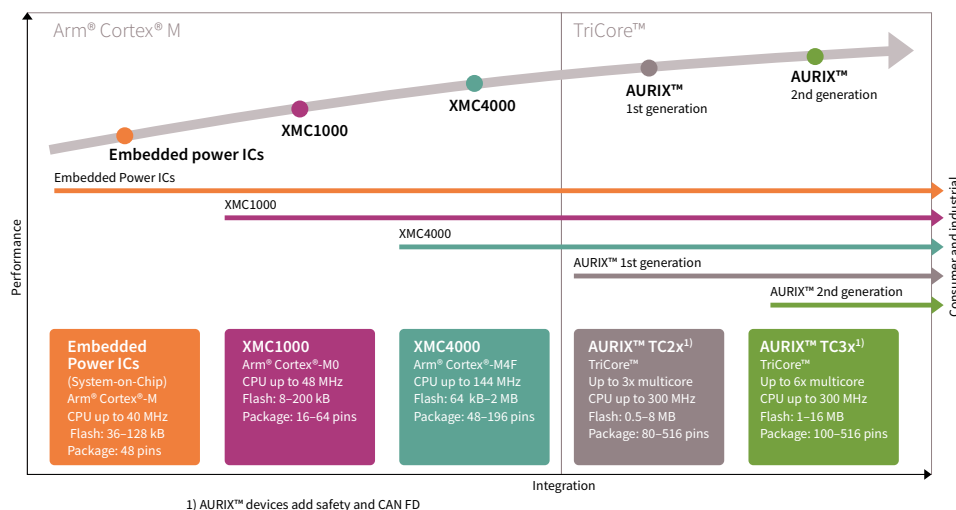 Arm® Cortex® M
TriCore™
Embedded power ICs
XMC1000
XMC4000
AURIX™
1st generation
AURIX™
2nd generation
Embedded Power ICs
XMC1000
XMC4000
AURIX™ 1st generation
AURIX™ 2nd generation
Performance
Consumer and industrial
Embedded
Power ICs
(System-on-Chip)
Arm® Cortex®-M
CPU up to 40 MHz
Flash: 36–128 kB
Package: 48 pins
XMC1000
Arm® Cortex®-M0
CPU up to 48 MHz
Flash: 8–200 kB
Package: 16–64 pins
XMC4000
Arm® Cortex®-M4F
CPU up to 144 MHz
Flash: 64 kB–2 MB
Package: 48–196 pins
AURIX™ TC2x1)
TriCore™
Up to 3x multicore
CPU up to 300 MHz
Flash: 0.5–8 MB
Package: 80–516 pins
AURIX™ TC3x1)
TriCore™
Up to 6x multicore
CPU up to 300 MHz
Flash: 1–16 MB
Package: 100–516 pins
Integration
1) AURIX™ devices add safety and CAN FD